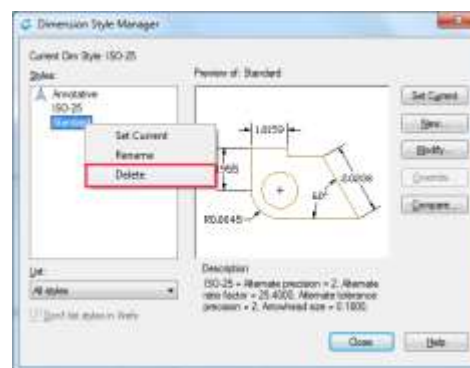 Dimension Style Manager
Current Dim Style: ISO-25
Styles:
Annotative
ISO-25
Standard
Set Current
Rename
Delete
Preview of: Standard
1.0159
.955
R0.8045
60°
Set Current
New...
Modify...
Override...
Compare...
List:
All styles
Don't list styles in Xrefs
Description
ISO-25 + Alternate precision = 2, Alternate
ratio factor = 25.4000, Alternate tolerance
precision = 2, Arrowhead size = 0.1800,
Close
Help